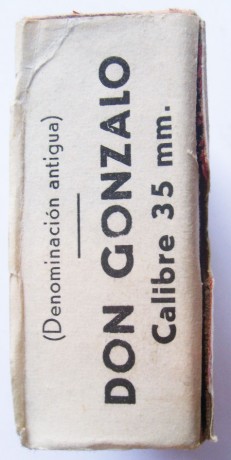 (Denominación antigua)
DON GONZALO
Calibre 35 mm.